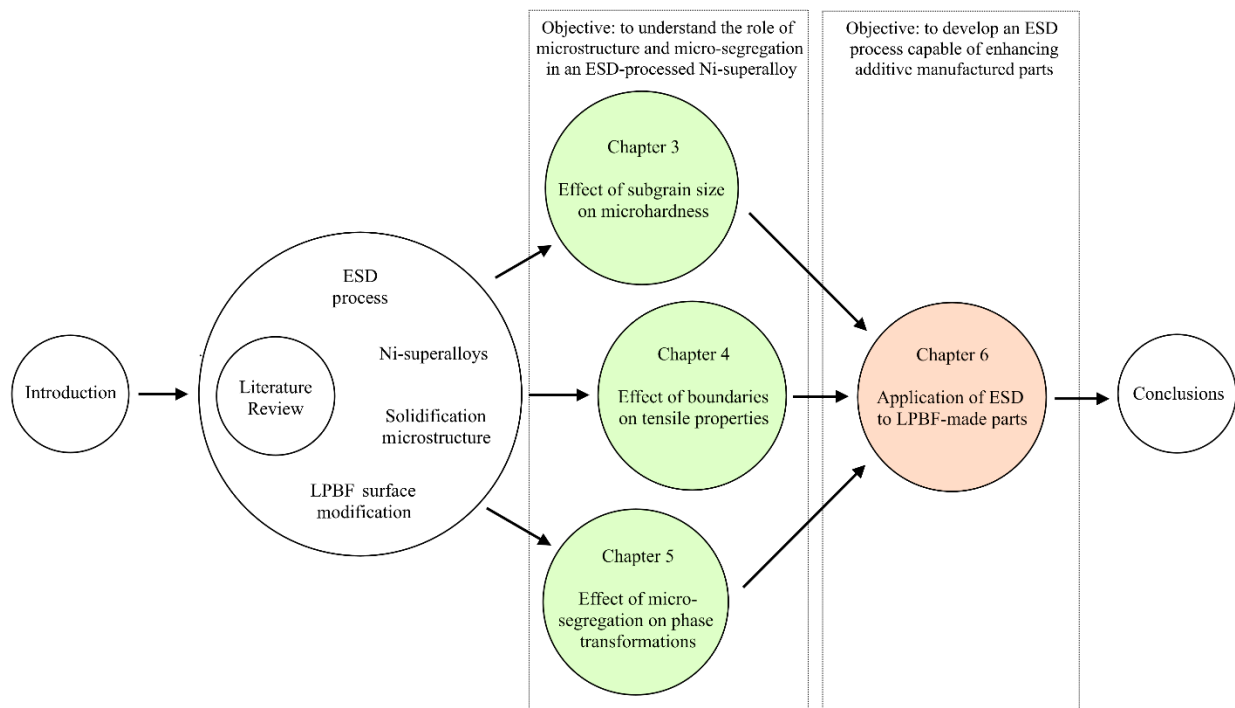 Objective: to understand the role of
microstructure and micro-segregation
in an ESD-processed Ni-superalloy
Objective: to develop an ESD
process capable of enhancing
additive manufactured parts
Introduction
Literature
Review
ESD
process
Ni-superalloys
Solidification
microstructure
LPBF surface
modification
Chapter 3
Effect of subgrain size
on microhardness
Chapter 4
Effect of boundaries
on tensile properties
Chapter 5
Effect of micro-
segregation on phase
transformations
Chapter 6
Application of ESD
to LPBF-made parts
Conclusions